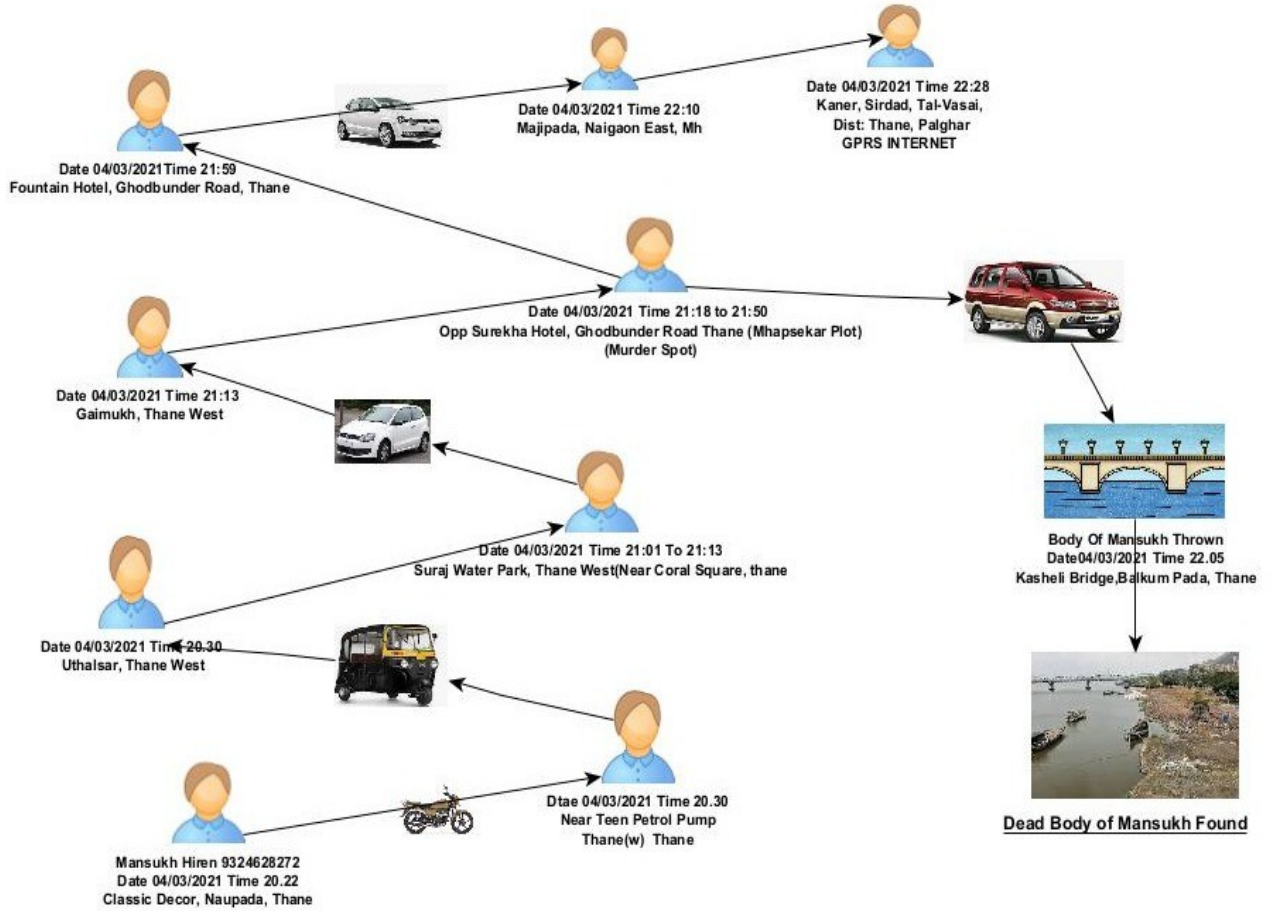 Date 04/03/2021 Time 22:28
Kaner, Sirdad, Tal-Vasai,
Dist: Thane, Palghar
GPRS INTERNET
Date 04/03/2021 Time 22:10
Majipada, Naigaon East, Mh
Date 04/03/2021Time 21:59
Fountain Hotel, Ghodbunder Road, Thane
Date 04/03/2021 Time 21:18 to 21:50
Opp Surekha Hotel, Ghodbunder Road Thane (Mhapsekar Plot)
(Murder Spot)
Date 04/03/2021 Time 21:13
Gaimukh, Thane West
Date 04/03/2021 Time 21:01 To 21:13
Suraj Water Park, Thane West(Near Coral Square, thane
Body Of Mansukh Thrown
Date04/03/2021 Time 22.05
Kasheli Bridge,Balkum Pada, Thane
Date 04/03/2021 Time 20.30
Uthalsar, Thane West
Dtae 04/03/2021 Time 20.30
Near Teen Petrol Pump
Thane(w) Thane
Dead Body of Mansukh Found
Mansukh Hiren 9324628272
Date 04/03/2021 Time 20.22
Classic Decor, Naupada, Thane